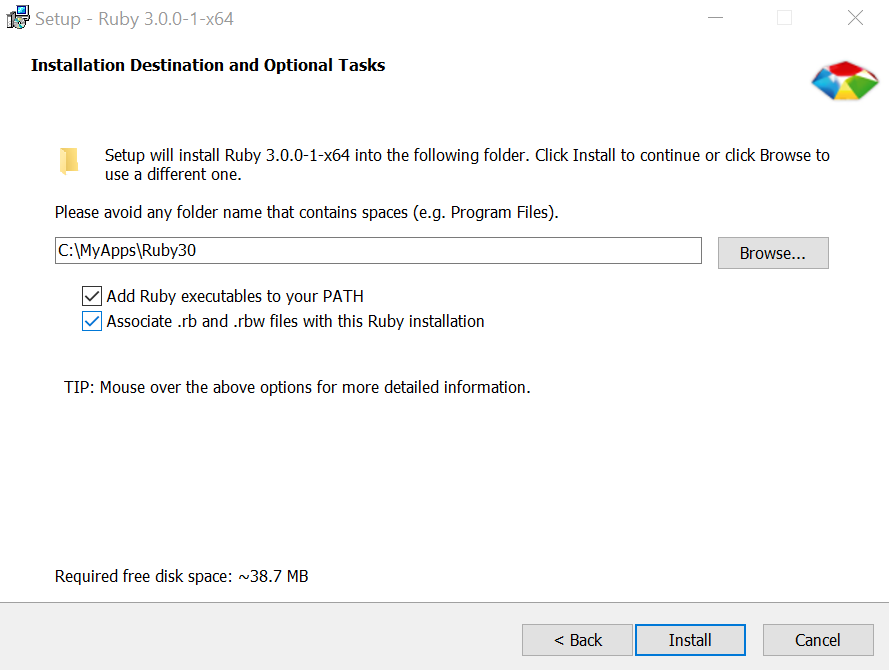 Setup - Ruby 3.0.0-1-x64
Installation Destination and Optional Tasks
Setup will install Ruby 3.0.0-1-x64 into the following folder. Click Install to continue or click Browse to
use a different one.
Please avoid any folder name that contains spaces (e.g. Program Files).
C:\MyApps\Ruby30
Browse...
Add Ruby executables to your PATH
Associate .rb and .rbw files with this Ruby installation
TIP: Mouse over the above options for more detailed information.
Required free disk space: ~38.7 MB
< Back
Install
Cancel